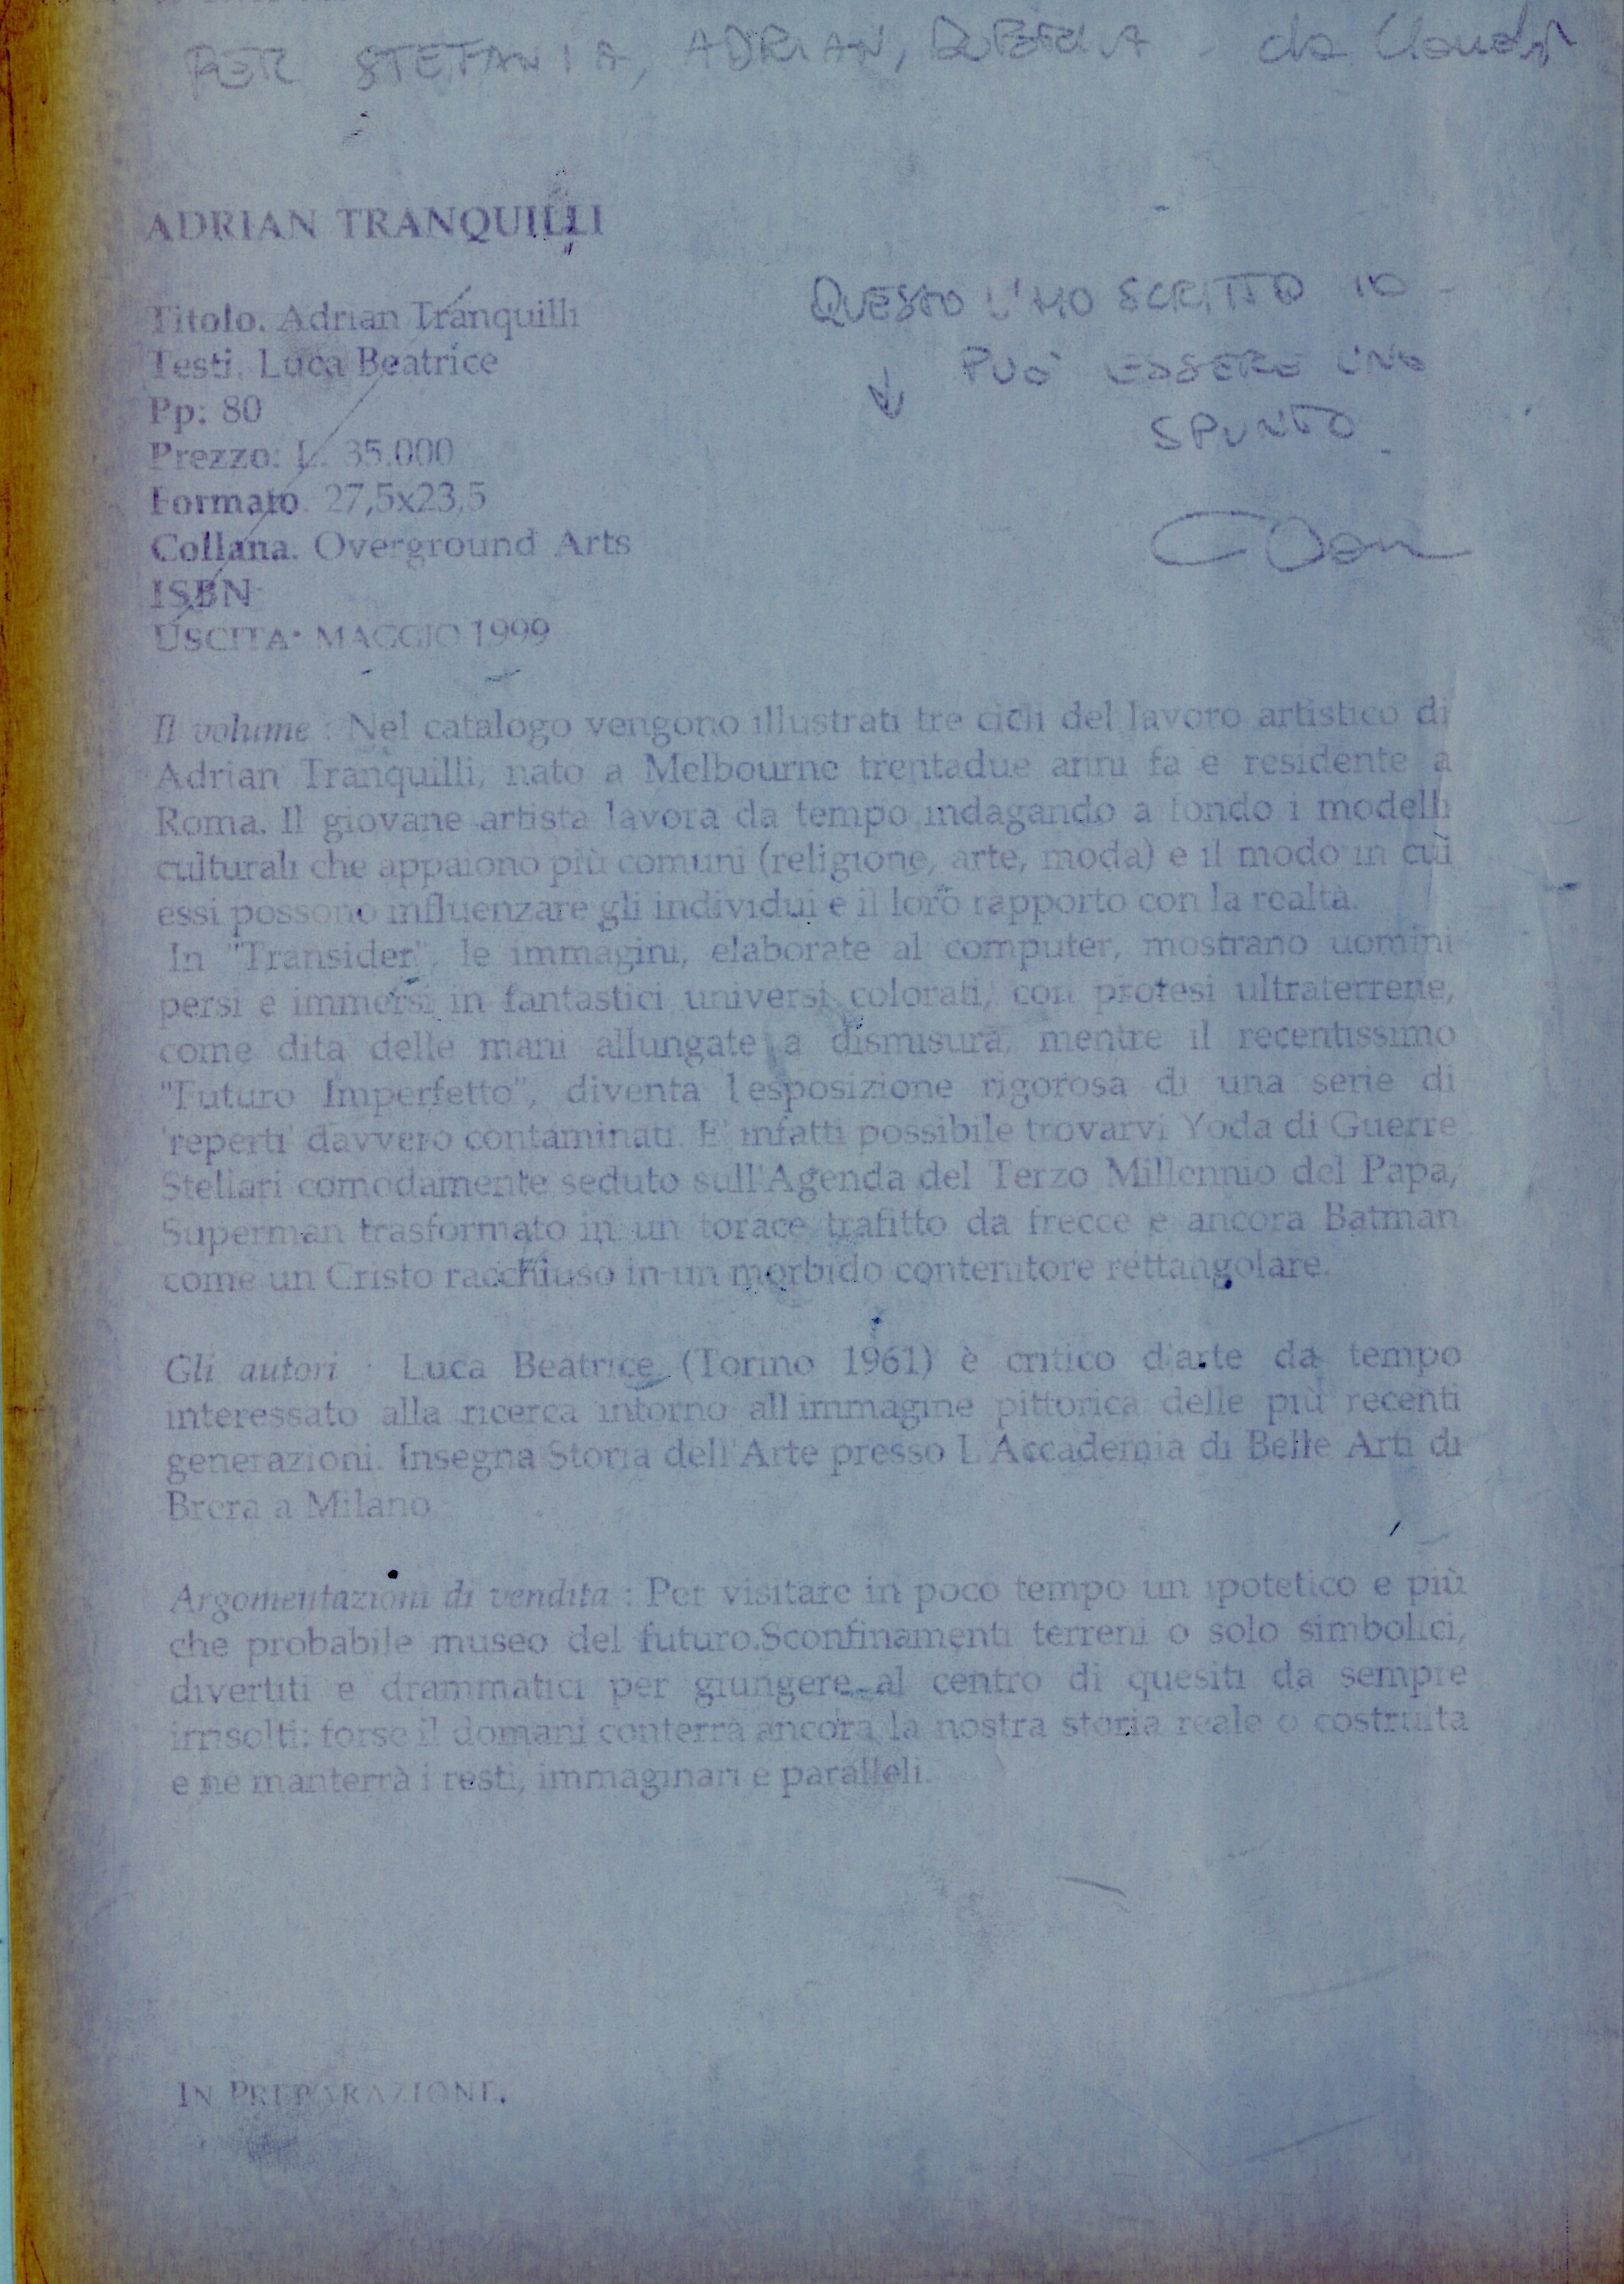 PER STEFANIA, ADRIAN, - da Claudia
ADRIAN TRANQUILLI
QUESTO L'HO SCRITTO IO -
Titolo. Adrian Tranquilli
PUO' ESSERE UNO
Testi. Luca Beatrice
↓
Pp: 80
SPUNTO
Prezzo: L. 35.000
Formato. 27,5x23,5
Collana. Overground Arts
ISBN
USCITA: MAGGIO 1999
Il volume : Nel catalogo vengono illustrati tre cicli del lavoro artistico di
Adrian Tranquilli, nato a Melbourne trentadue anni fa e residente a
Roma. Il giovane artista lavora da tempo indagando a fondo i modelli
culturali che appaiono più comuni (religione, arte, moda) e il modo in cui
essi possono influenzare gli individui e il loro rapporto con la realtà.
In "Transider", le immagini, elaborate al computer, mostrano uomini
persi e immersi in fantastici universi colorati, con protesi ultraterrene,
come dita delle mani allungate a dismisura, mentre il recentissimo
"Futuro Imperfetto", diventa l'esposizione rigorosa di una serie di
'reperti' davvero contaminati. E' infatti possibile trovarvi Yoda di Guerre
Stellari comodamente seduto sull'Agenda del Terzo Millennio del Papa,
Superman trasformato in un torace trafitto da frecce e ancora Batman
come un Cristo racchiuso in un morbido contenitore rettangolare.
Gli autori : Luca Beatrice (Torino 1961) è critico d'arte da tempo
interessato alla ricerca intorno all'immagine pittorica delle più recenti
generazioni. Insegna Storia dell'Arte presso L'Accademia di Belle Arti di
Brera a Milano.
Argomentazioni di vendita : Per visitare in poco tempo un ipotetico e più
che probabile museo del futuro.Sconfinamenti terreni o solo simbolici,
divertiti e drammatici per giungere al centro di quesiti da sempre
irrisolti: forse il domani conterrà ancora la nostra storia reale o costruita
e ne manterrà i resti, immaginari e paralleli.
IN PREPARAZIONE.